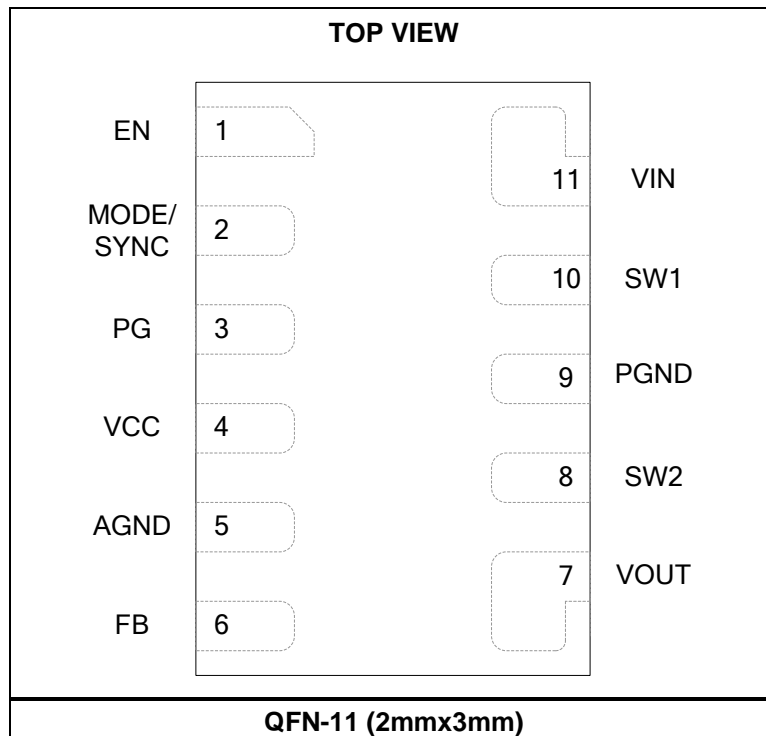 TOP VIEW
EN 1
11 VIN
MODE/
SYNC 2
10 SW1
PG 3
9 PGND
VCC 4
8 SW2
AGND 5
7 VOUT
FB 6
QFN-11 (2mmx3mm)